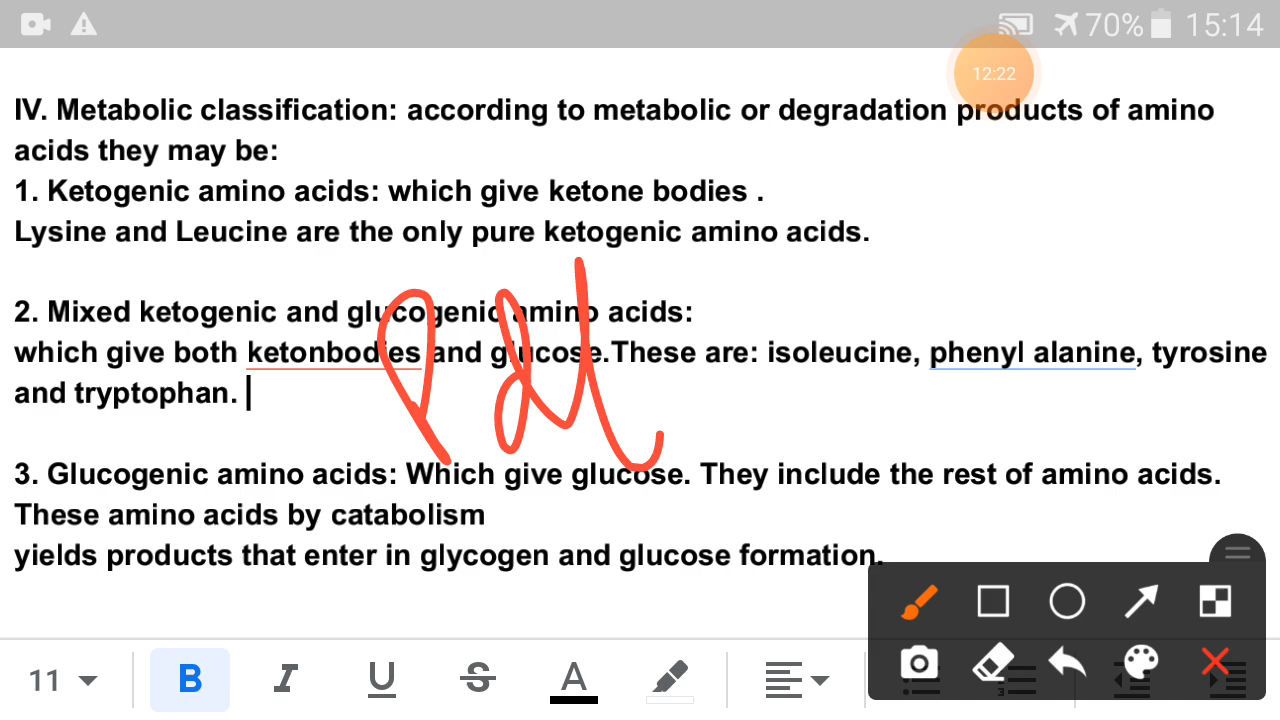 70% 15:14
12:22
IV. Metabolic classification: according to metabolic or degradation products of amino
acids they may be:
1. Ketogenic amino acids: which give ketone bodies .
Lysine and Leucine are the only pure ketogenic amino acids.
2. Mixed ketogenic and glucogenic amino acids:
which give both ketonbodies and glucose.These are: isoleucine, phenyl alanine, tyrosine
and tryptophan.
3. Glucogenic amino acids: Which give glucose. They include the rest of amino acids.
These amino acids by catabolism
yields products that enter in glycogen and glucose formation.
11 B I U S A